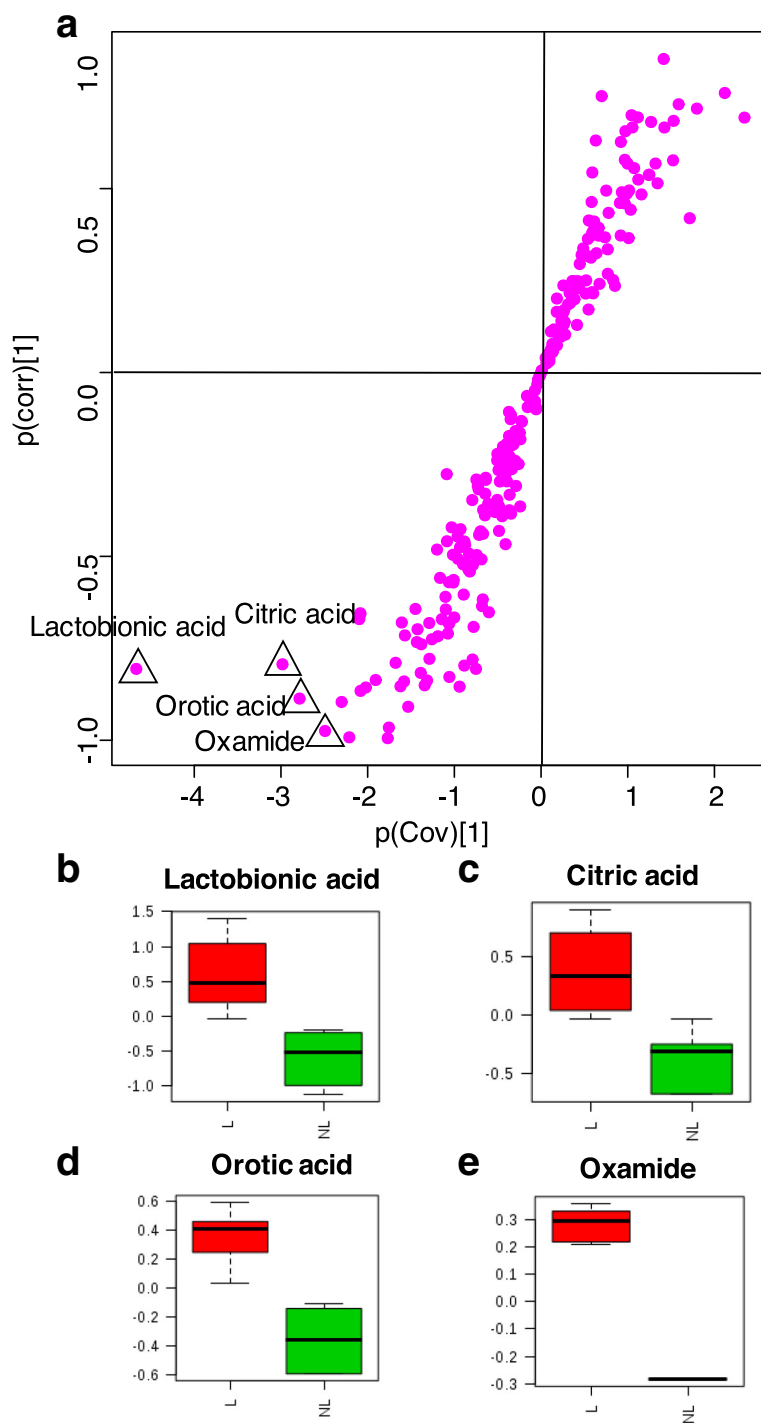 a
1.0
0.5
0.0
-0.5
-1.0
p(corr)[1]
Lactobionic acid
Citric acid
Orotic acid
Oxamide
-4 -3 -2 -1 0 1 2
p(Cov)[1]
b
Lactobionic acid
1.5
1.0
0.5
0.0
-0.5
-1.0
L NL
c
Citric acid
0.5
0.0
-0.5
L NL
d
Orotic acid
0.6
0.4
0.2
0.0
-0.2
-0.4
-0.6
L NL
e
Oxamide
0.3
0.2
0.1
0.0
-0.1
-0.2
-0.3
L NL